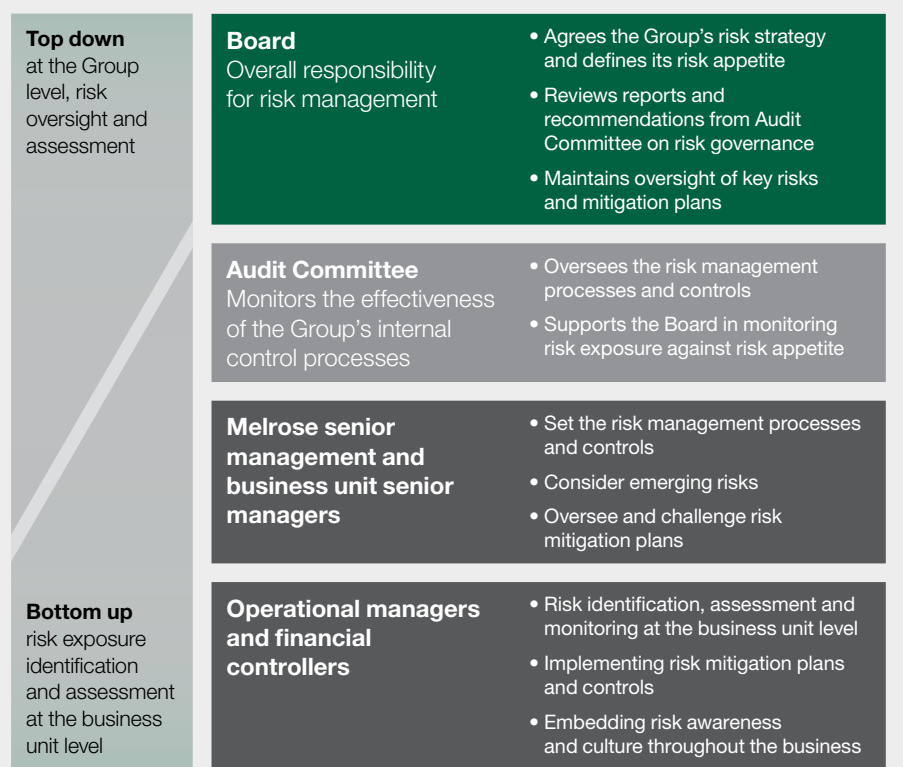 Top down
at the Group
level, risk
oversight and
assessment
Board
Overall responsibility
for risk management
• Agrees the Group's risk strategy
and defines its risk appetite
• Reviews reports and
recommendations from Audit
Committee on risk governance
• Maintains oversight of key risks
and mitigation plans
Audit Committee
Monitors the effectiveness
of the Group's internal
control processes
• Oversees the risk management
processes and controls
• Supports the Board in monitoring
risk exposure against risk appetite
Melrose senior
management and
business unit senior
managers
• Set the risk management processes
and controls
• Consider emerging risks
• Oversee and challenge risk
mitigation plans
Bottom up
risk exposure
identification
and assessment
at the business
unit level
Operational managers
and financial
controllers
• Risk identification, assessment and
monitoring at the business unit level
• Implementing risk mitigation plans
and controls
• Embedding risk awareness
and culture throughout the business